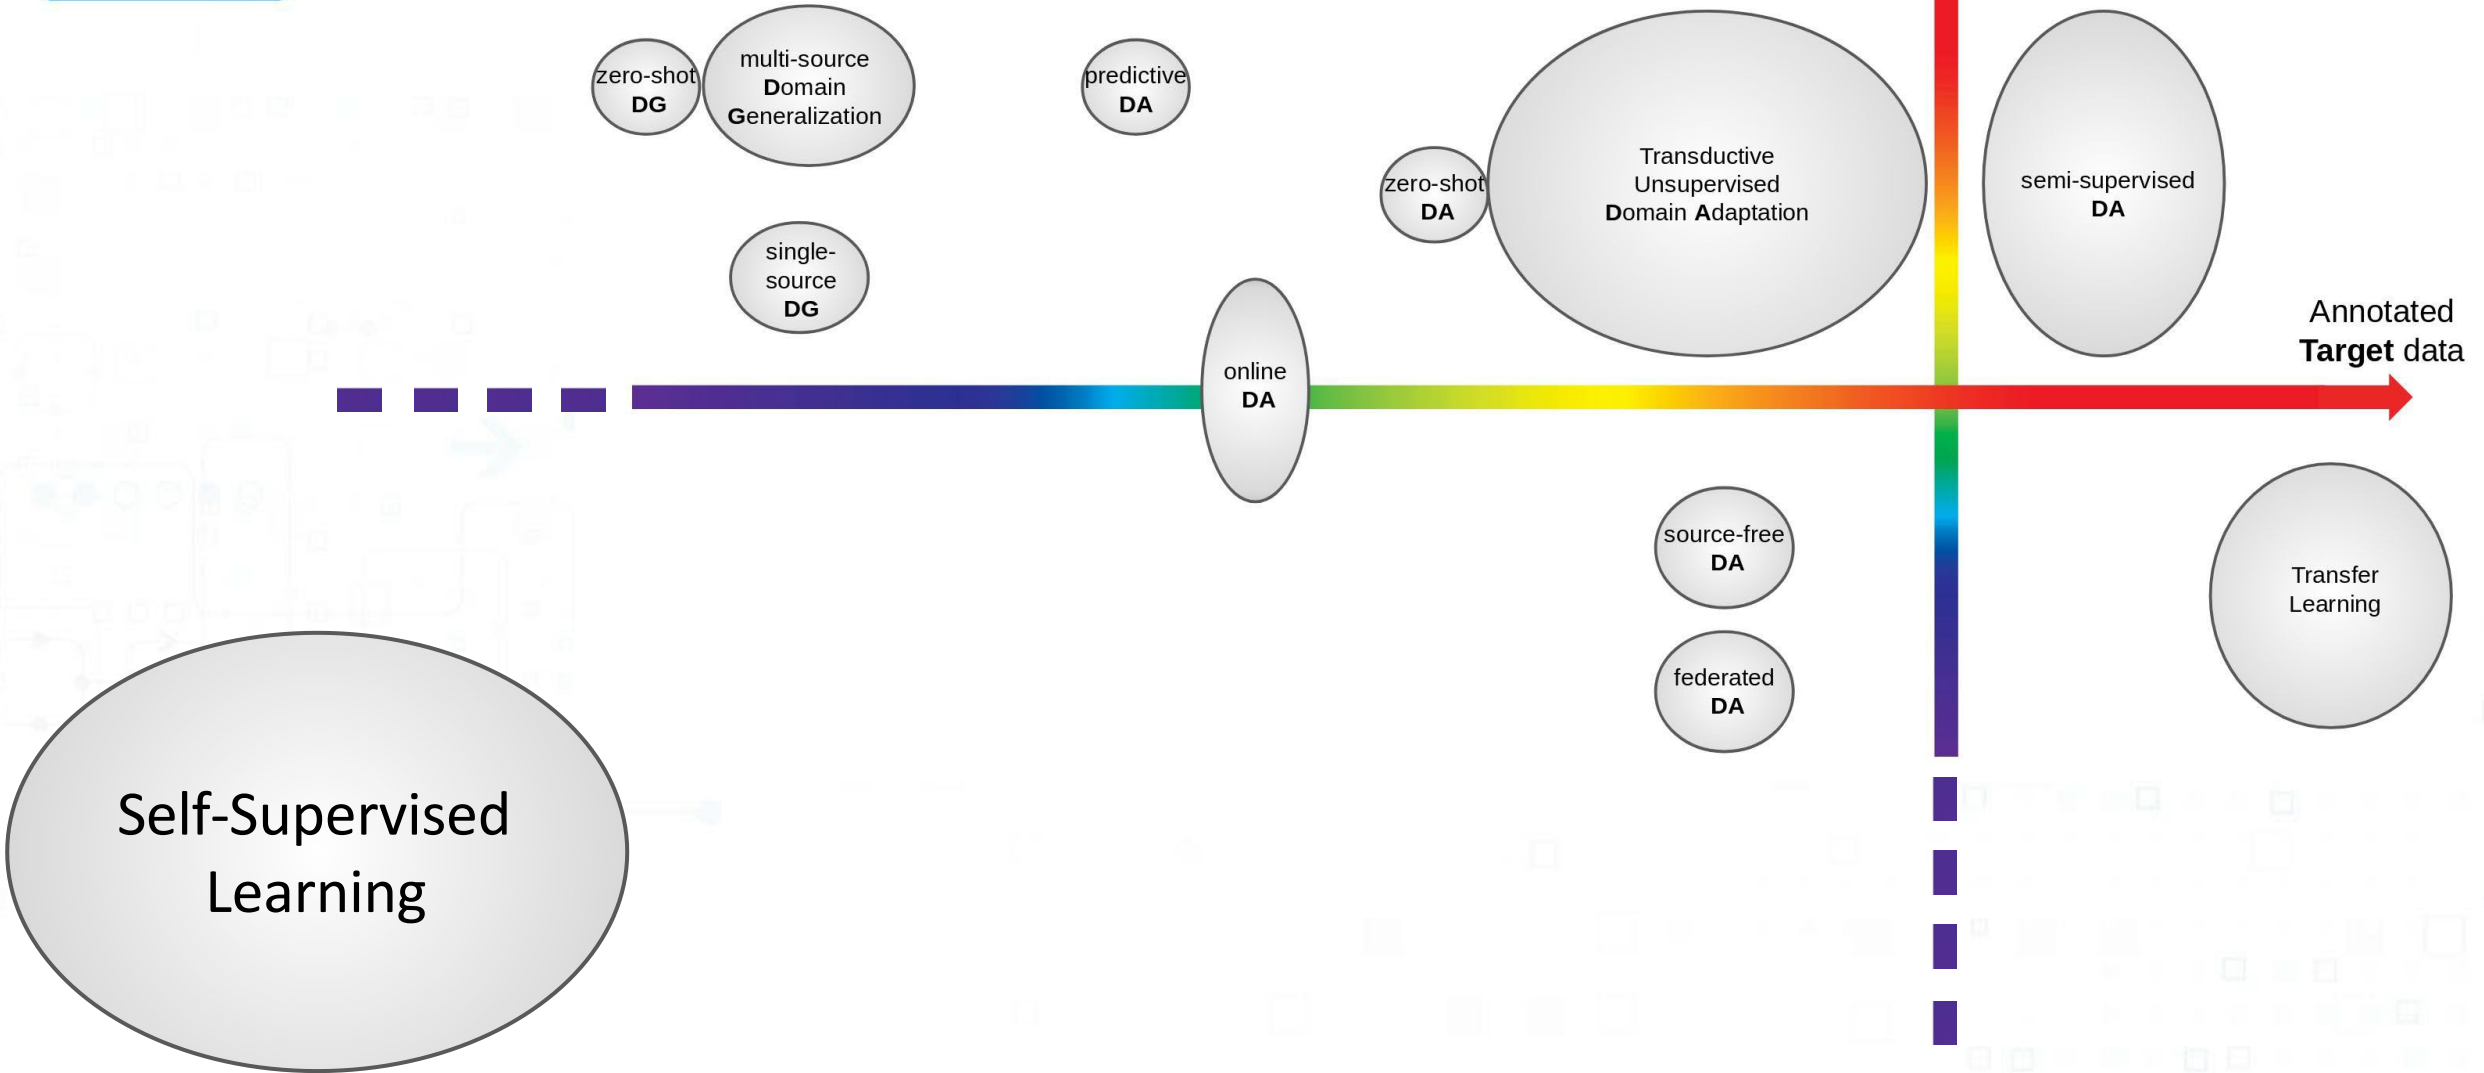 zero-shot
DG
multi-source
Domain
Generalization
predictive
DA
zero-shot
DA
Transductive
Unsupervised
Domain Adaptation
semi-supervised
DA
single-
source
DG
Annotated
Target data
online
DA
source-free
DA
Transfer
Learning
federated
DA
Self-Supervised
Learning